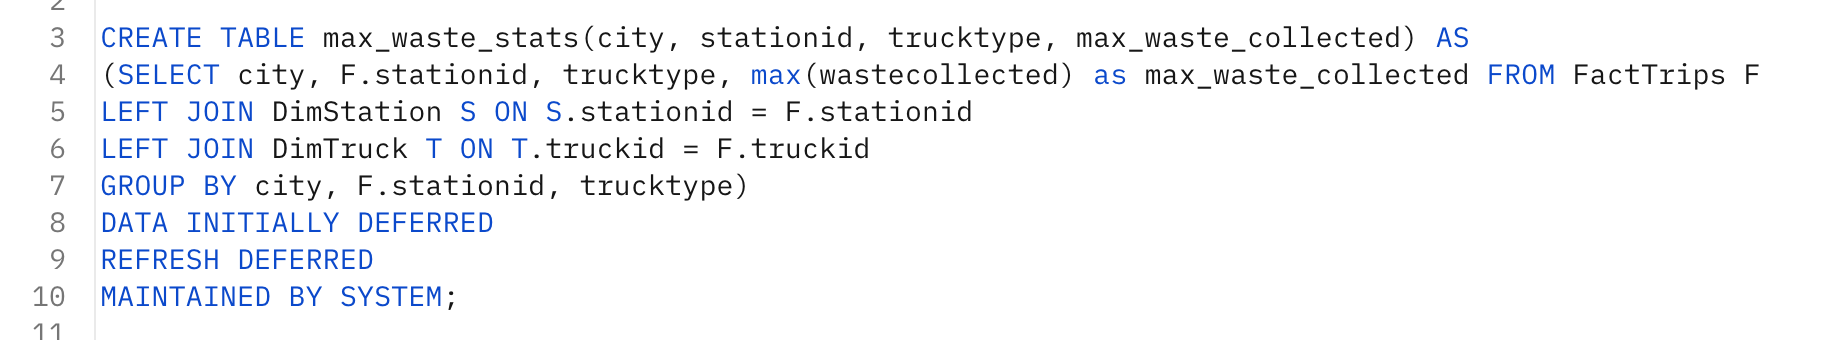 2
3 CREATE TABLE max_waste_stats(city, stationid, trucktype, max_waste_collected) AS
4 (SELECT city, F.stationid, trucktype, max(wastecollected) as max_waste_collected FROM FactTrips F
5 LEFT JOIN DimStation S ON S.stationid = F.stationid
6 LEFT JOIN DimTruck T ON T.truckid = F.truckid
7 GROUP BY city, F.stationid, trucktype)
8 DATA INITIALLY DEFERRED
9 REFRESH DEFERRED
10 MAINTAINED BY SYSTEM;
11